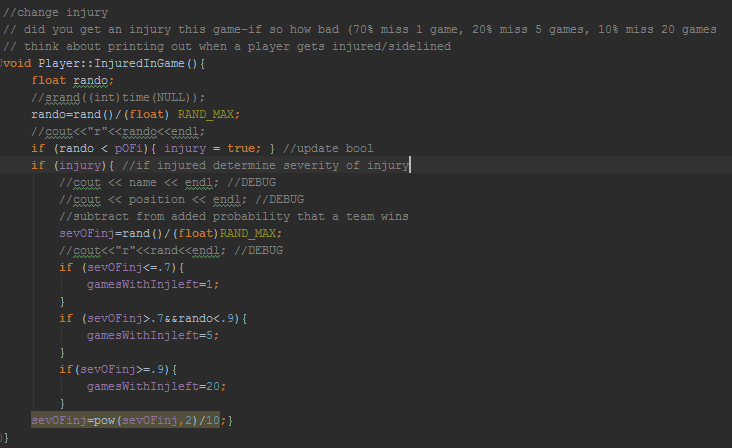 //change injury
// did you get an injury this game-if so how bad (70% miss 1 game, 20% miss 5 games, 10% miss 20 games
// think about printing out when a player gets injured/sidelined
void Player::InjuredInGame(){
    float rando;
    //srand((int)time(NULL));
    rando=rand()/(float) RAND_MAX;
    //cout<<"r"<<rando<<endl;
    if (rando < pOFi){ injury = true; } //update bool
    if (injury){ //if injured determine severity of injury
        //cout << name << endl; //DEBUG
        //cout << position << endl; //DEBUG
        //subtract from added probability that a team wins
        sevOFinj=rand()/(float)RAND_MAX;
        //cout<<"r"<<rand<<endl; //DEBUG
        if (sevOFinj<=.7){
            gamesWithInjleft=1;
        }
        if (sevOFinj>.7&&rando<.9){
            gamesWithInjleft=5;
        }
        if(sevOFinj>=.9){
            gamesWithInjleft=20;
        }
    sevOFinj=pow(sevOFinj,2)/10;}
}